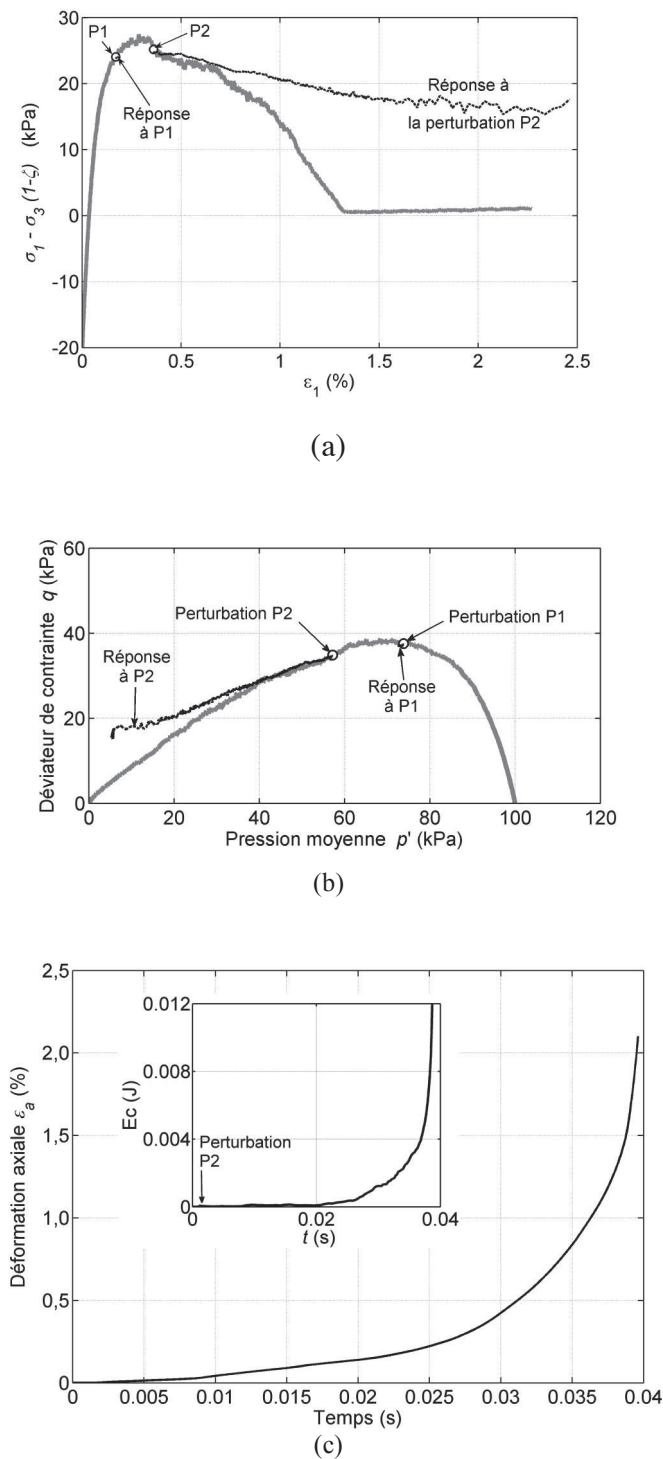 30
20
10
0
-10
-20
0
0.5
1
1.5
2
2.5
σ1 - σ3 (1-ζ) (kPa)
ε1 (%)
P1
P2
Réponse
à P1
Réponse à
la perturbation P2
(a)
60
40
20
0
0
20
40
60
80
100
120
Déviateur de contrainte q (kPa)
Pression moyenne p' (kPa)
Perturbation P2
Perturbation P1
Réponse
à P2
Réponse
à P1
(b)
2,5
2,0
1.5
1,0
0,5
0
0
0.005
0.01
0.015
0.02
0.025
0.03
0.035
0.04
Déformation axiale εa (%)
Temps (s)
0.012
0.008
0.004
0
0
0.02
0.04
Ec (J)
t (s)
Perturbation
P2
(c)